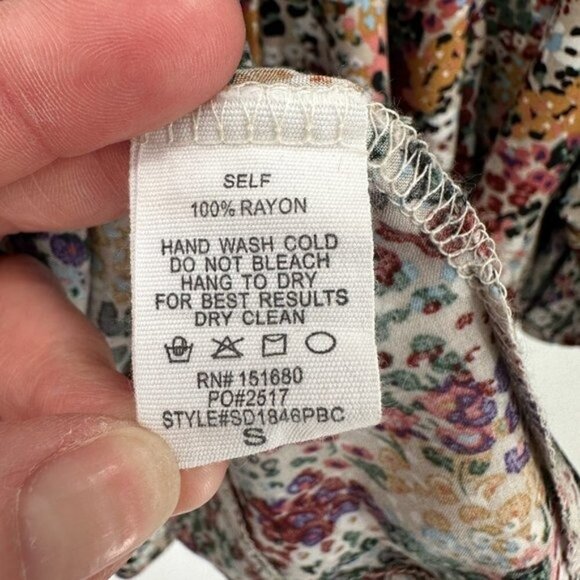 SELF
100% RAYON
HAND WASH COLD
DO NOT BLEACH
HANG TO DRY
FOR BEST RESULTS
DRY CLEAN
RN# 151680
PO#2517
STYLE#SD1846PBC
S